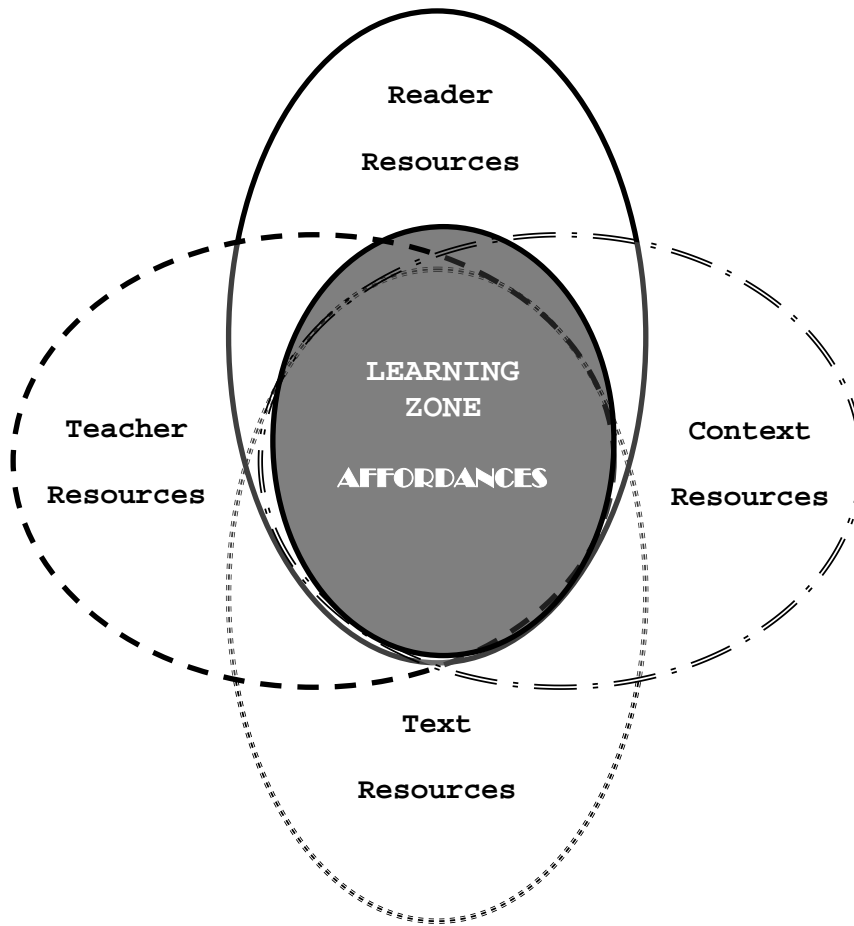 Reader
Resources
LEARNING
ZONE
Teacher
Resources
AFFORDANCES
Context
Resources
Text
Resources